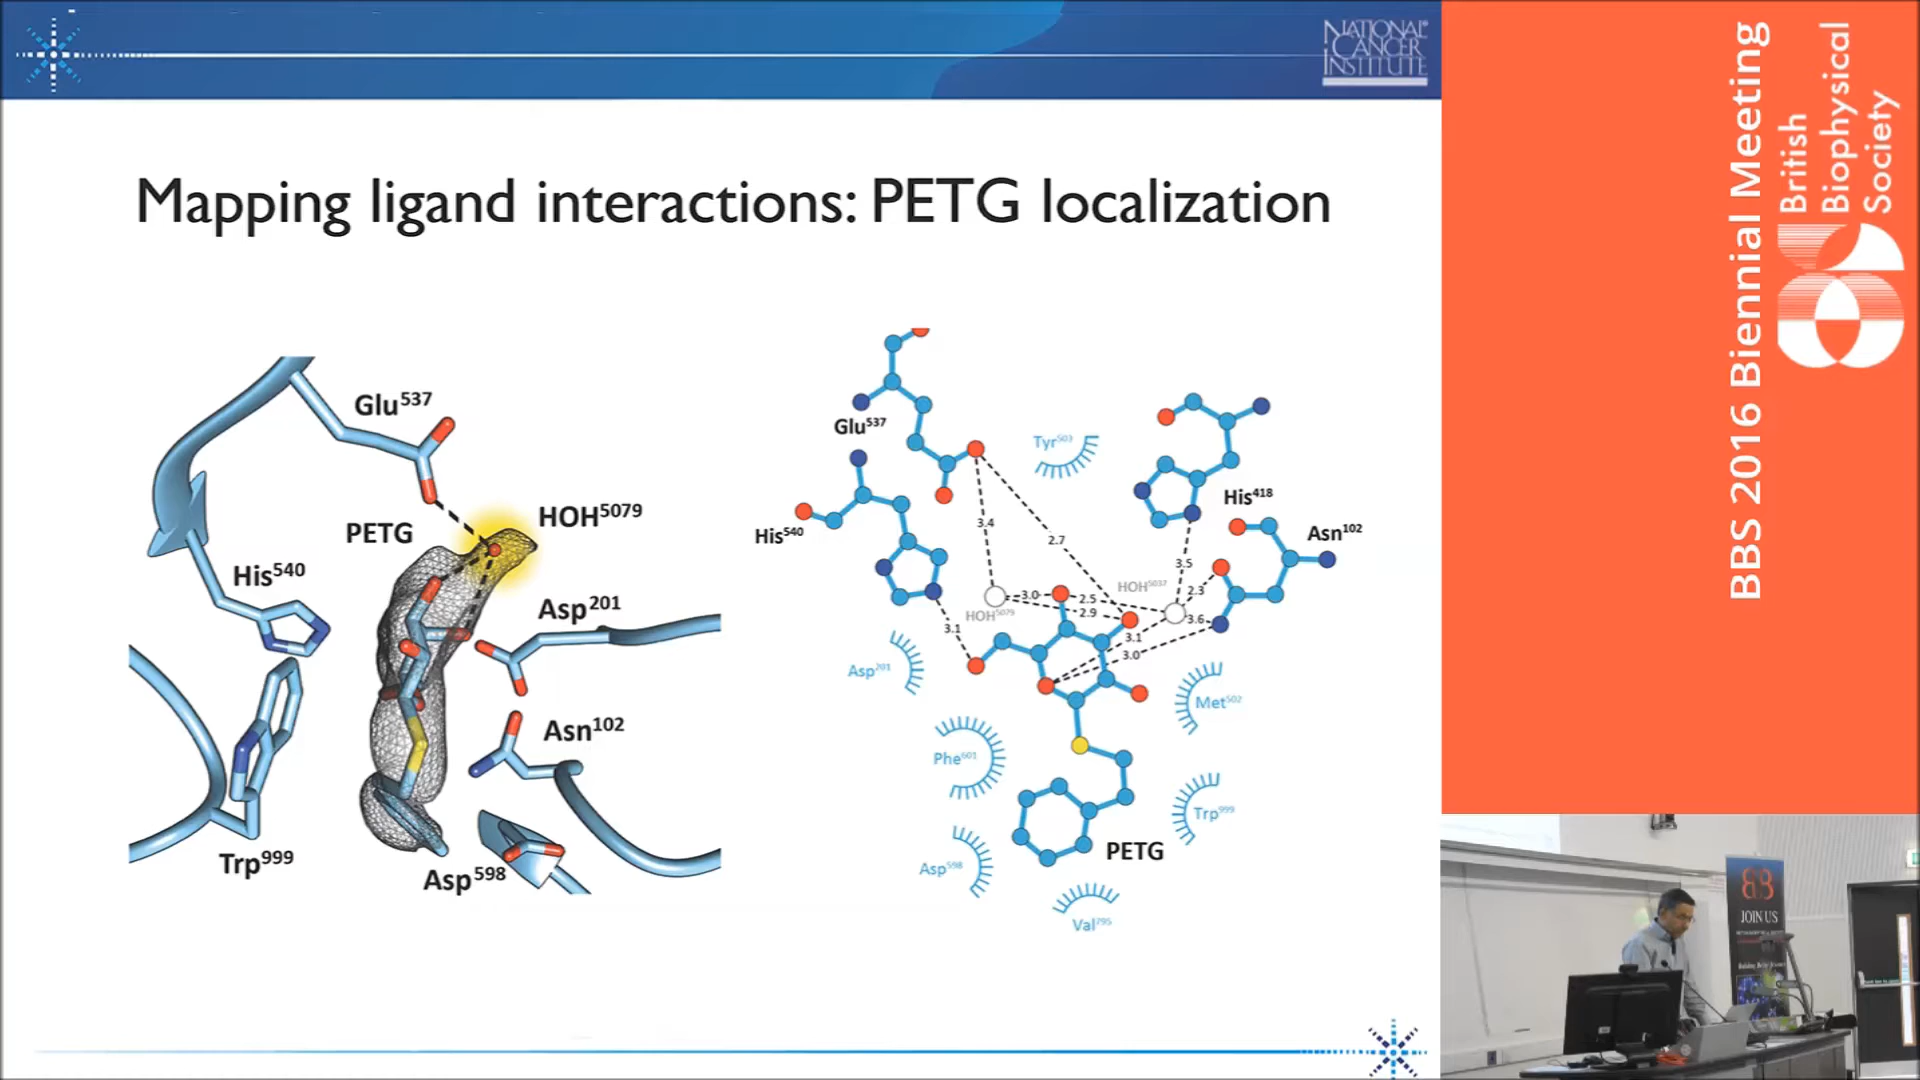 NATIONAL
CANCER
INSTITUTE
Mapping ligand interactions: PETG localization
Glu537
PETG
HOH5079
His540
Asp201
Asn102
Trp999
Asp598
Glu537
Tyr503
His418
His540
Asn102
3.4
2.7
3.5
HOH5037
2.3
3.0
2.5
HOH5079
2.9
3.6
3.1
3.1
3.0
Asp201
Met502
Phe601
Trp999
PETG
Asp598
Val795
BBS 2016 Biennial Meeting
British
Biophysical
Society
JOIN US